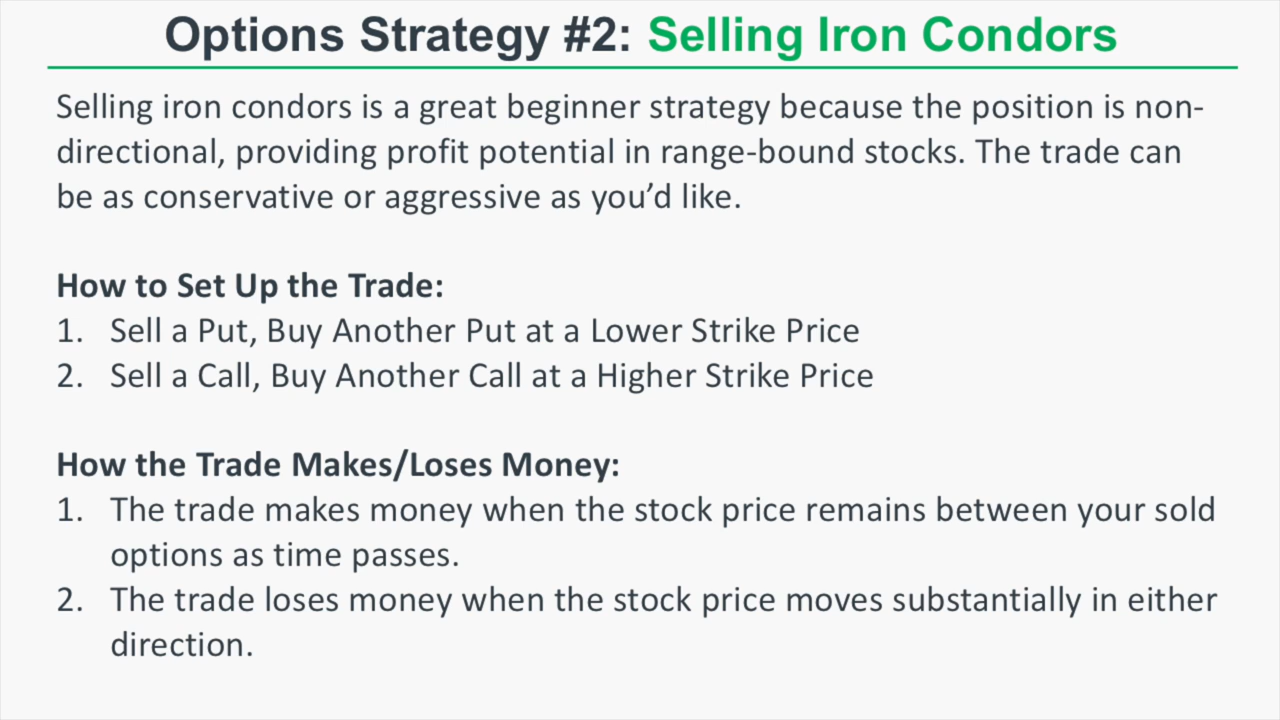 Options Strategy #2: Selling Iron Condors
Selling iron condors is a great beginner strategy because the position is non-
directional, providing profit potential in range-bound stocks. The trade can
be as conservative or aggressive as you’d like.
How to Set Up the Trade:
1. Sell a Put, Buy Another Put at a Lower Strike Price
2. Sell a Call, Buy Another Call at a Higher Strike Price
How the Trade Makes/Loses Money:
1. The trade makes money when the stock price remains between your sold
options as time passes.
2. The trade loses money when the stock price moves substantially in either
direction.